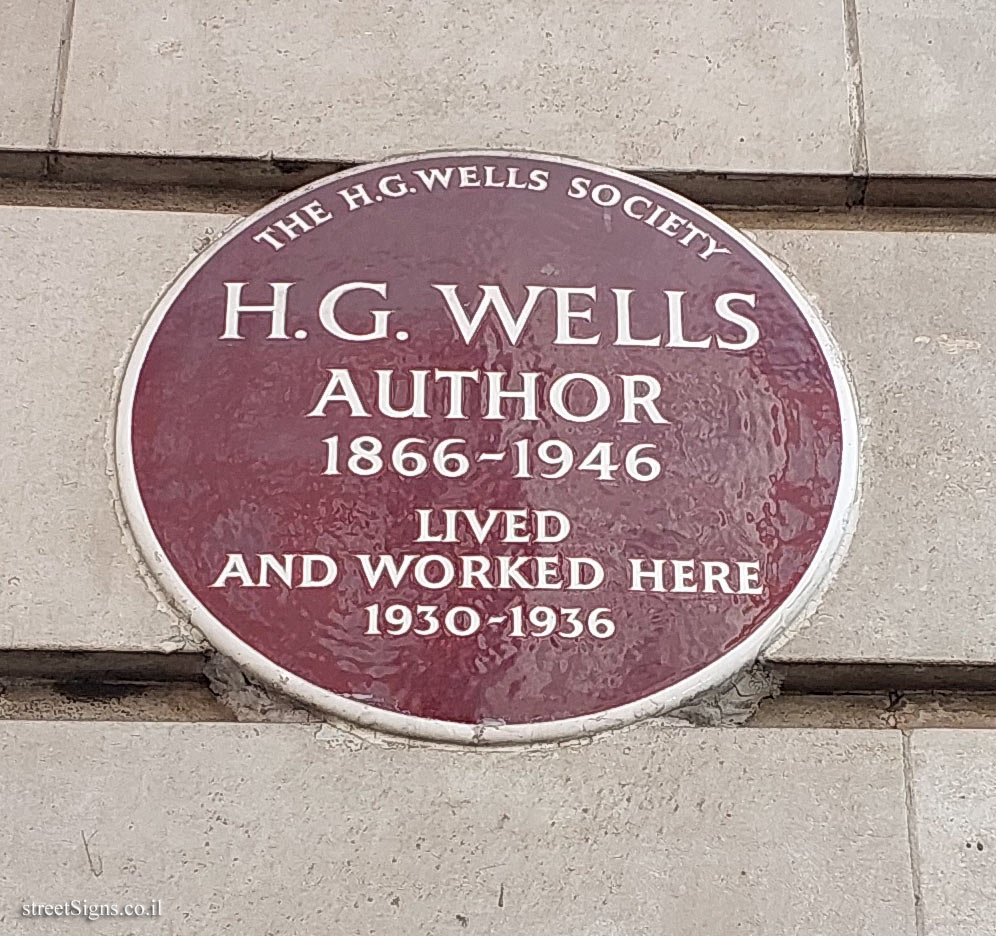 THE H.G. WELLS SOCIETY
H.G. WELLS
AUTHOR
1866-1946
LIVED
AND WORKED HERE
1930-1936
streetSigns.co.il